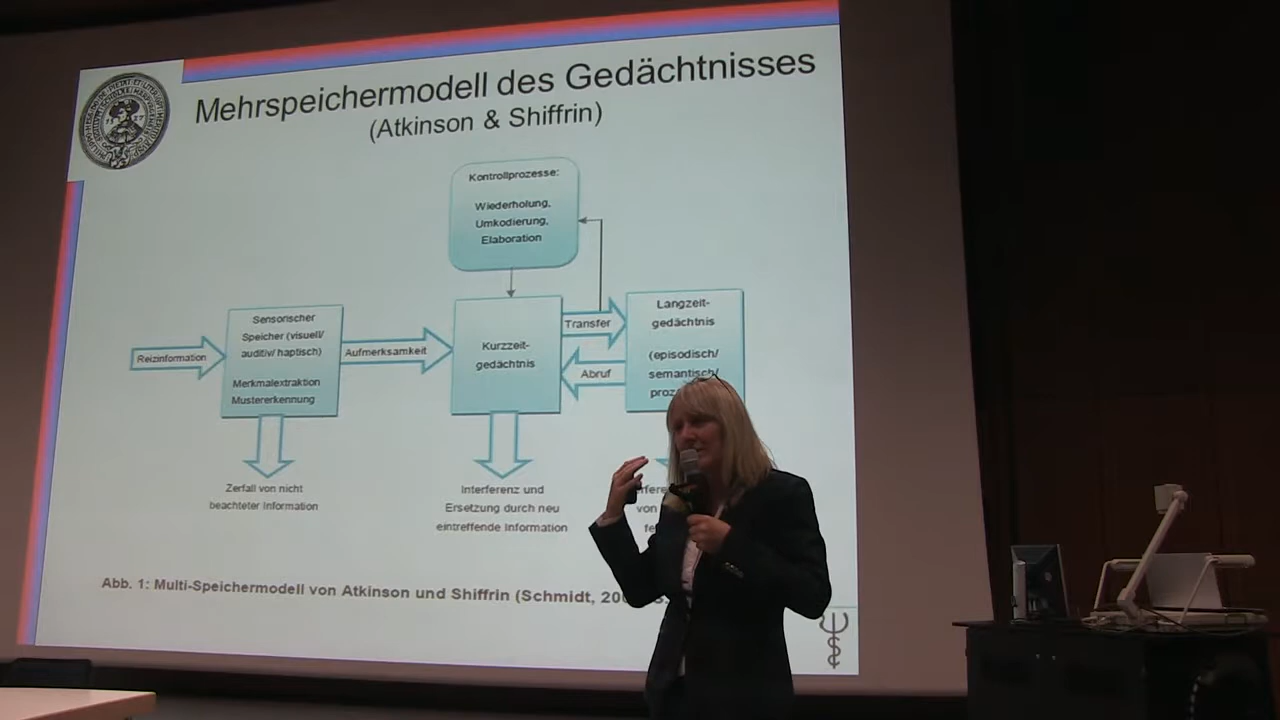 Mehrspeichermodell des Gedächtnisses
(Atkinson & Shiffrin)
Kontrollprozesse:
Wiederholung,
Umkodierung,
Elaboration
Reizinformation
Sensorischer
Speicher (visuell/
auditiv/ haptisch)
Merkmalextraktion
Mustererkennung
Aufmerksamkeit
Kurzzeit-
gedächtnis
Transfer
Abruf
Langzeit-
gedächtnis
(episodisch/
semantisch/
Zerfall von nicht
beachteter Information
Interferenz und
Ersetzung durch neu
eintreffende Information
von
Abb. 1: Multi-Speichermodell von Atkinson und Shiffrin (Schmidt,